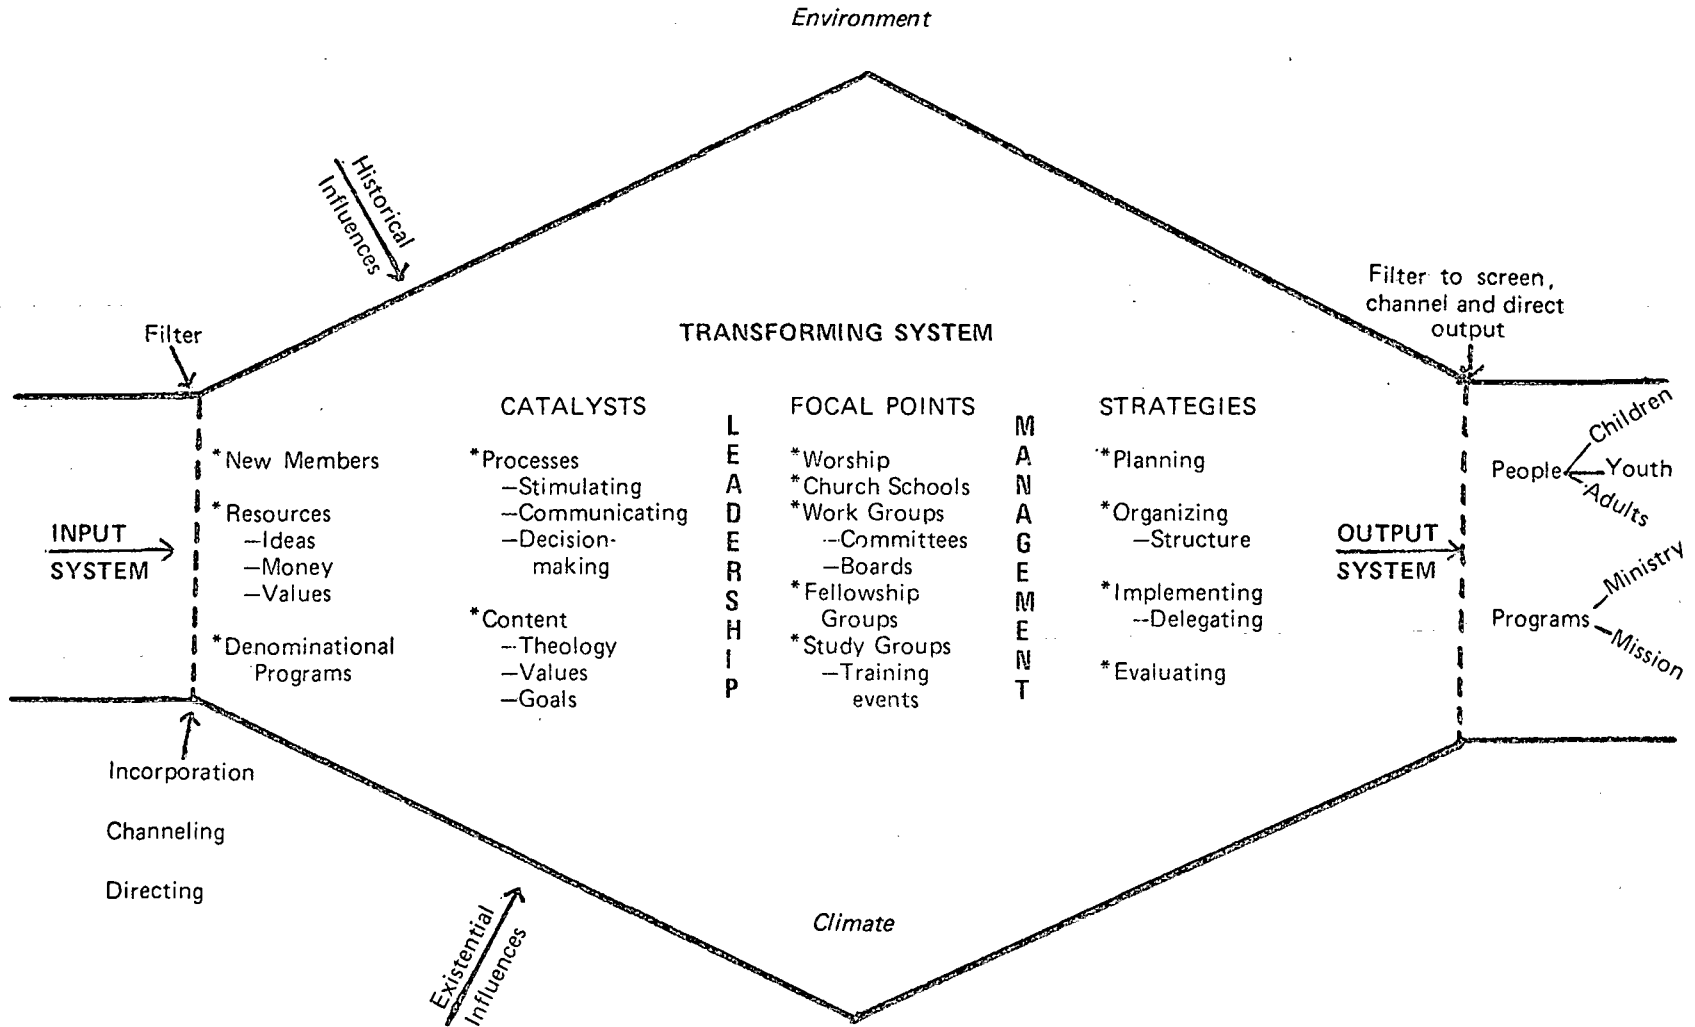 Environment
Historical
Influences
Filter to screen,
channel and direct
output
Filter
TRANSFORMING SYSTEM
INPUT
SYSTEM
*New Members
*Resources
—Ideas
—Money
—Values
*Denominational
Programs
CATALYSTS
*Processes
—Stimulating
—Communicating
—Decision-
making
*Content
—Theology
—Values
—Goals
LEADERSHIP
FOCAL POINTS
*Worship
*Church Schools
*Work Groups
—Committees
—Boards
*Fellowship
Groups
*Study Groups
—Training
events
MANAGEMENT
STRATEGIES
*Planning
*Organizing
—Structure
*Implementing
—Delegating
*Evaluating
OUTPUT
SYSTEM
People
Children
Youth
Adults
Programs
Ministry
Mission
Incorporation
Channeling
Directing
Existential
Influences
Climate